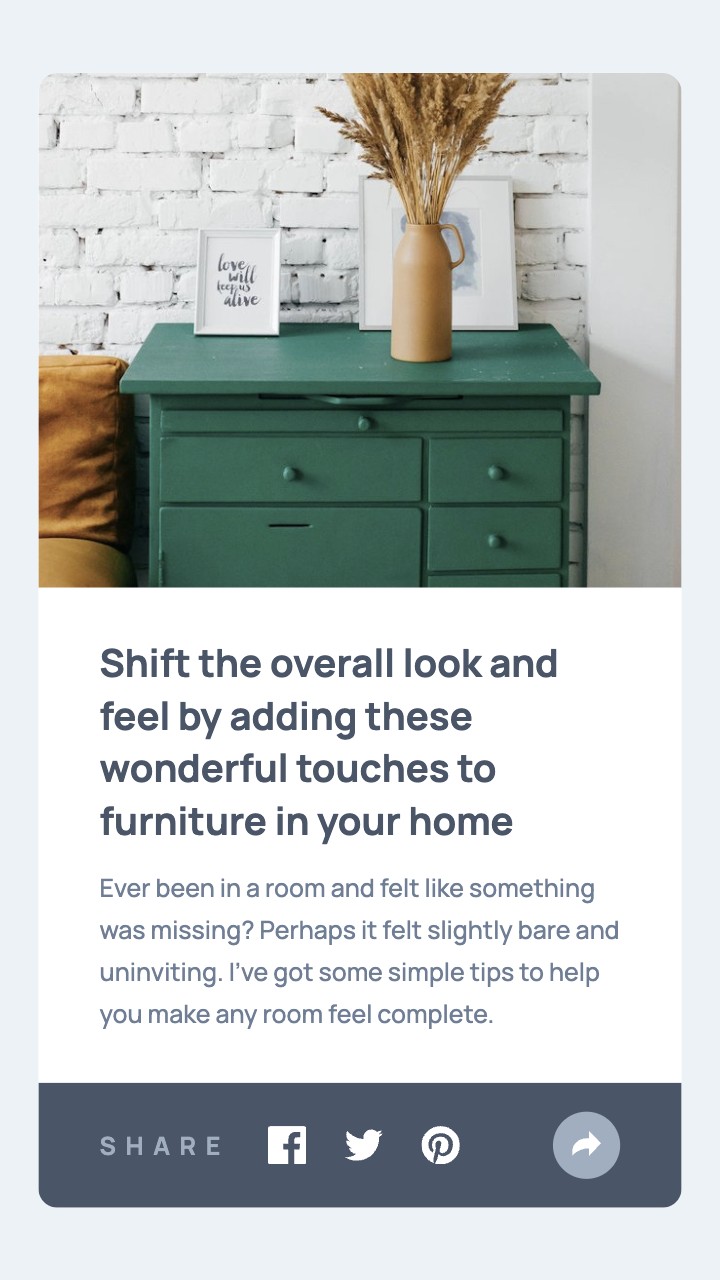 love
will
keep us
alive
Shift the overall look and
feel by adding these
wonderful touches to
furniture in your home
Ever been in a room and felt like something
was missing? Perhaps it felt slightly bare and
uninviting. I’ve got some simple tips to help
you make any room feel complete.
SHARE